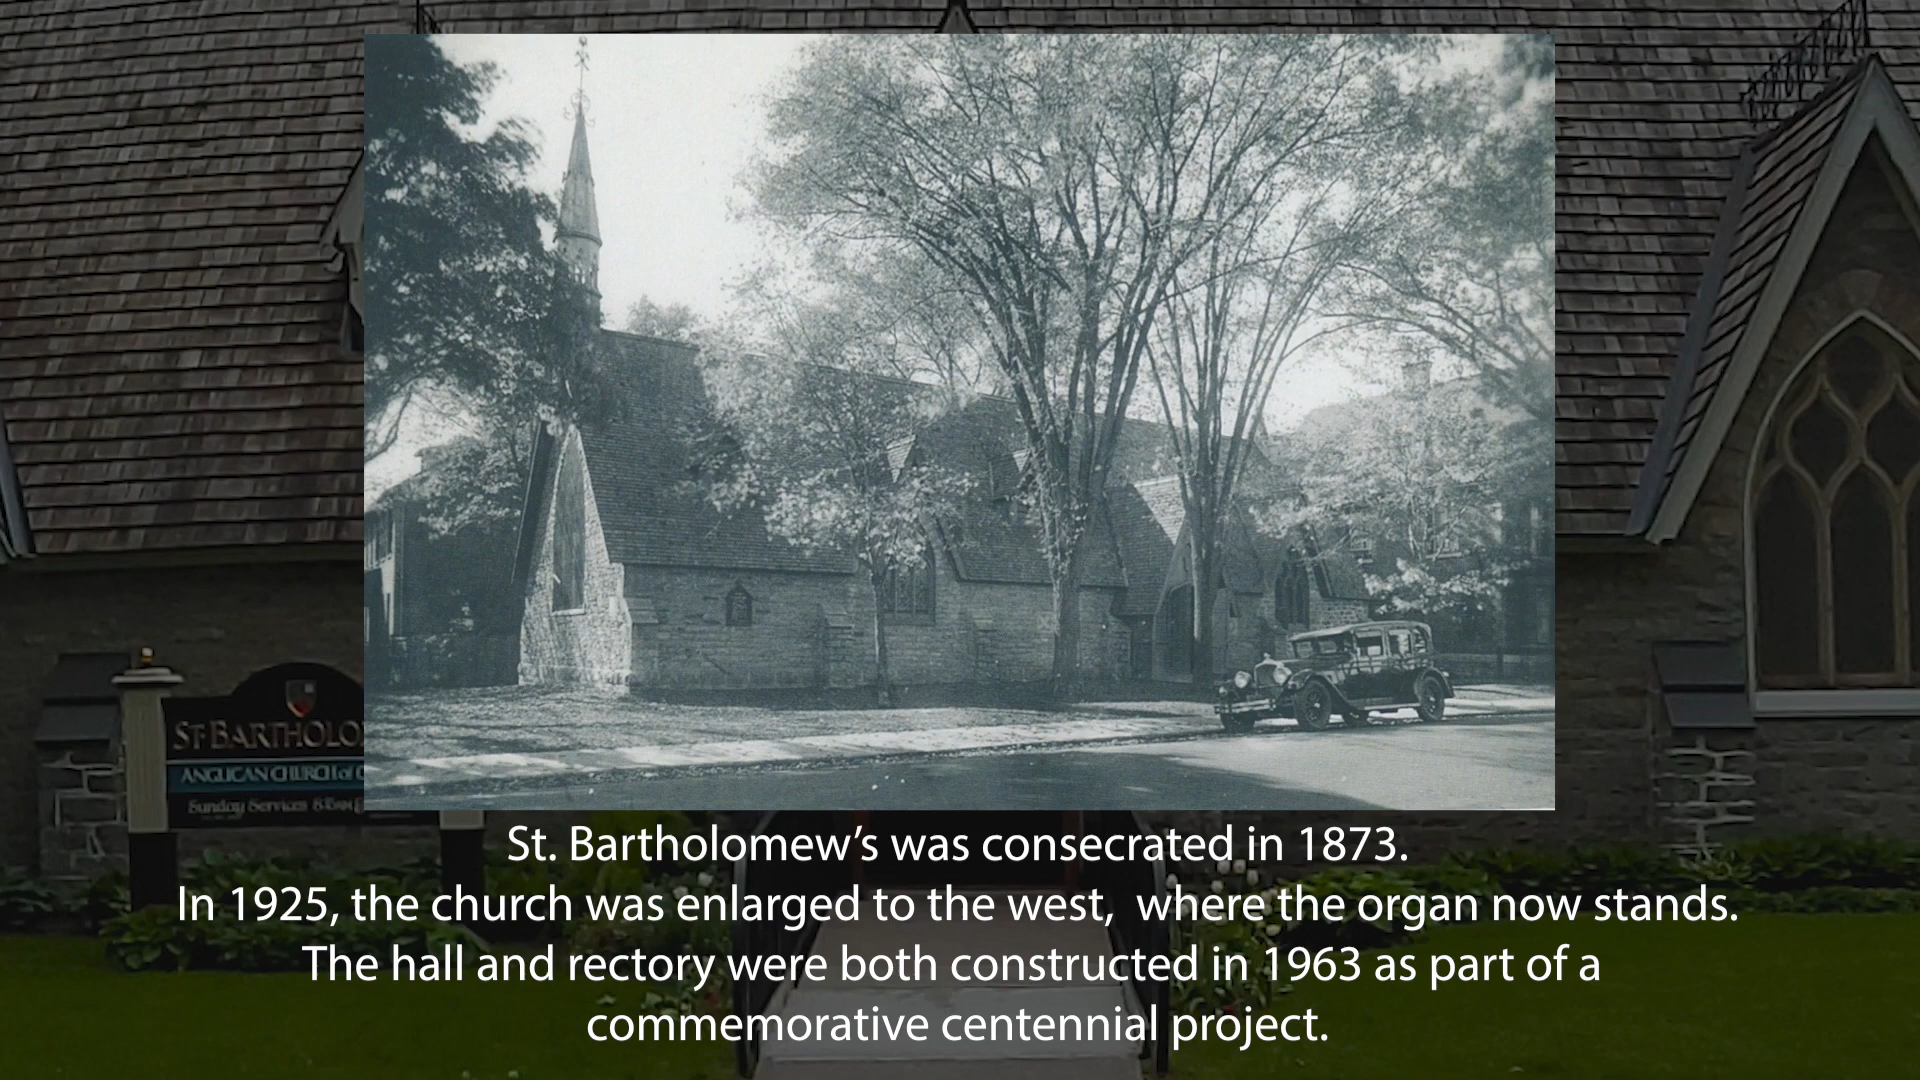 ST BARTHOLO
ANGLICAN CHURCH of
Sunday Services
St. Bartholomew’s was consecrated in 1873.
In 1925, the church was enlarged to the west,  where the organ now stands.
The hall and rectory were both constructed in 1963 as part of a
commemorative centennial project.